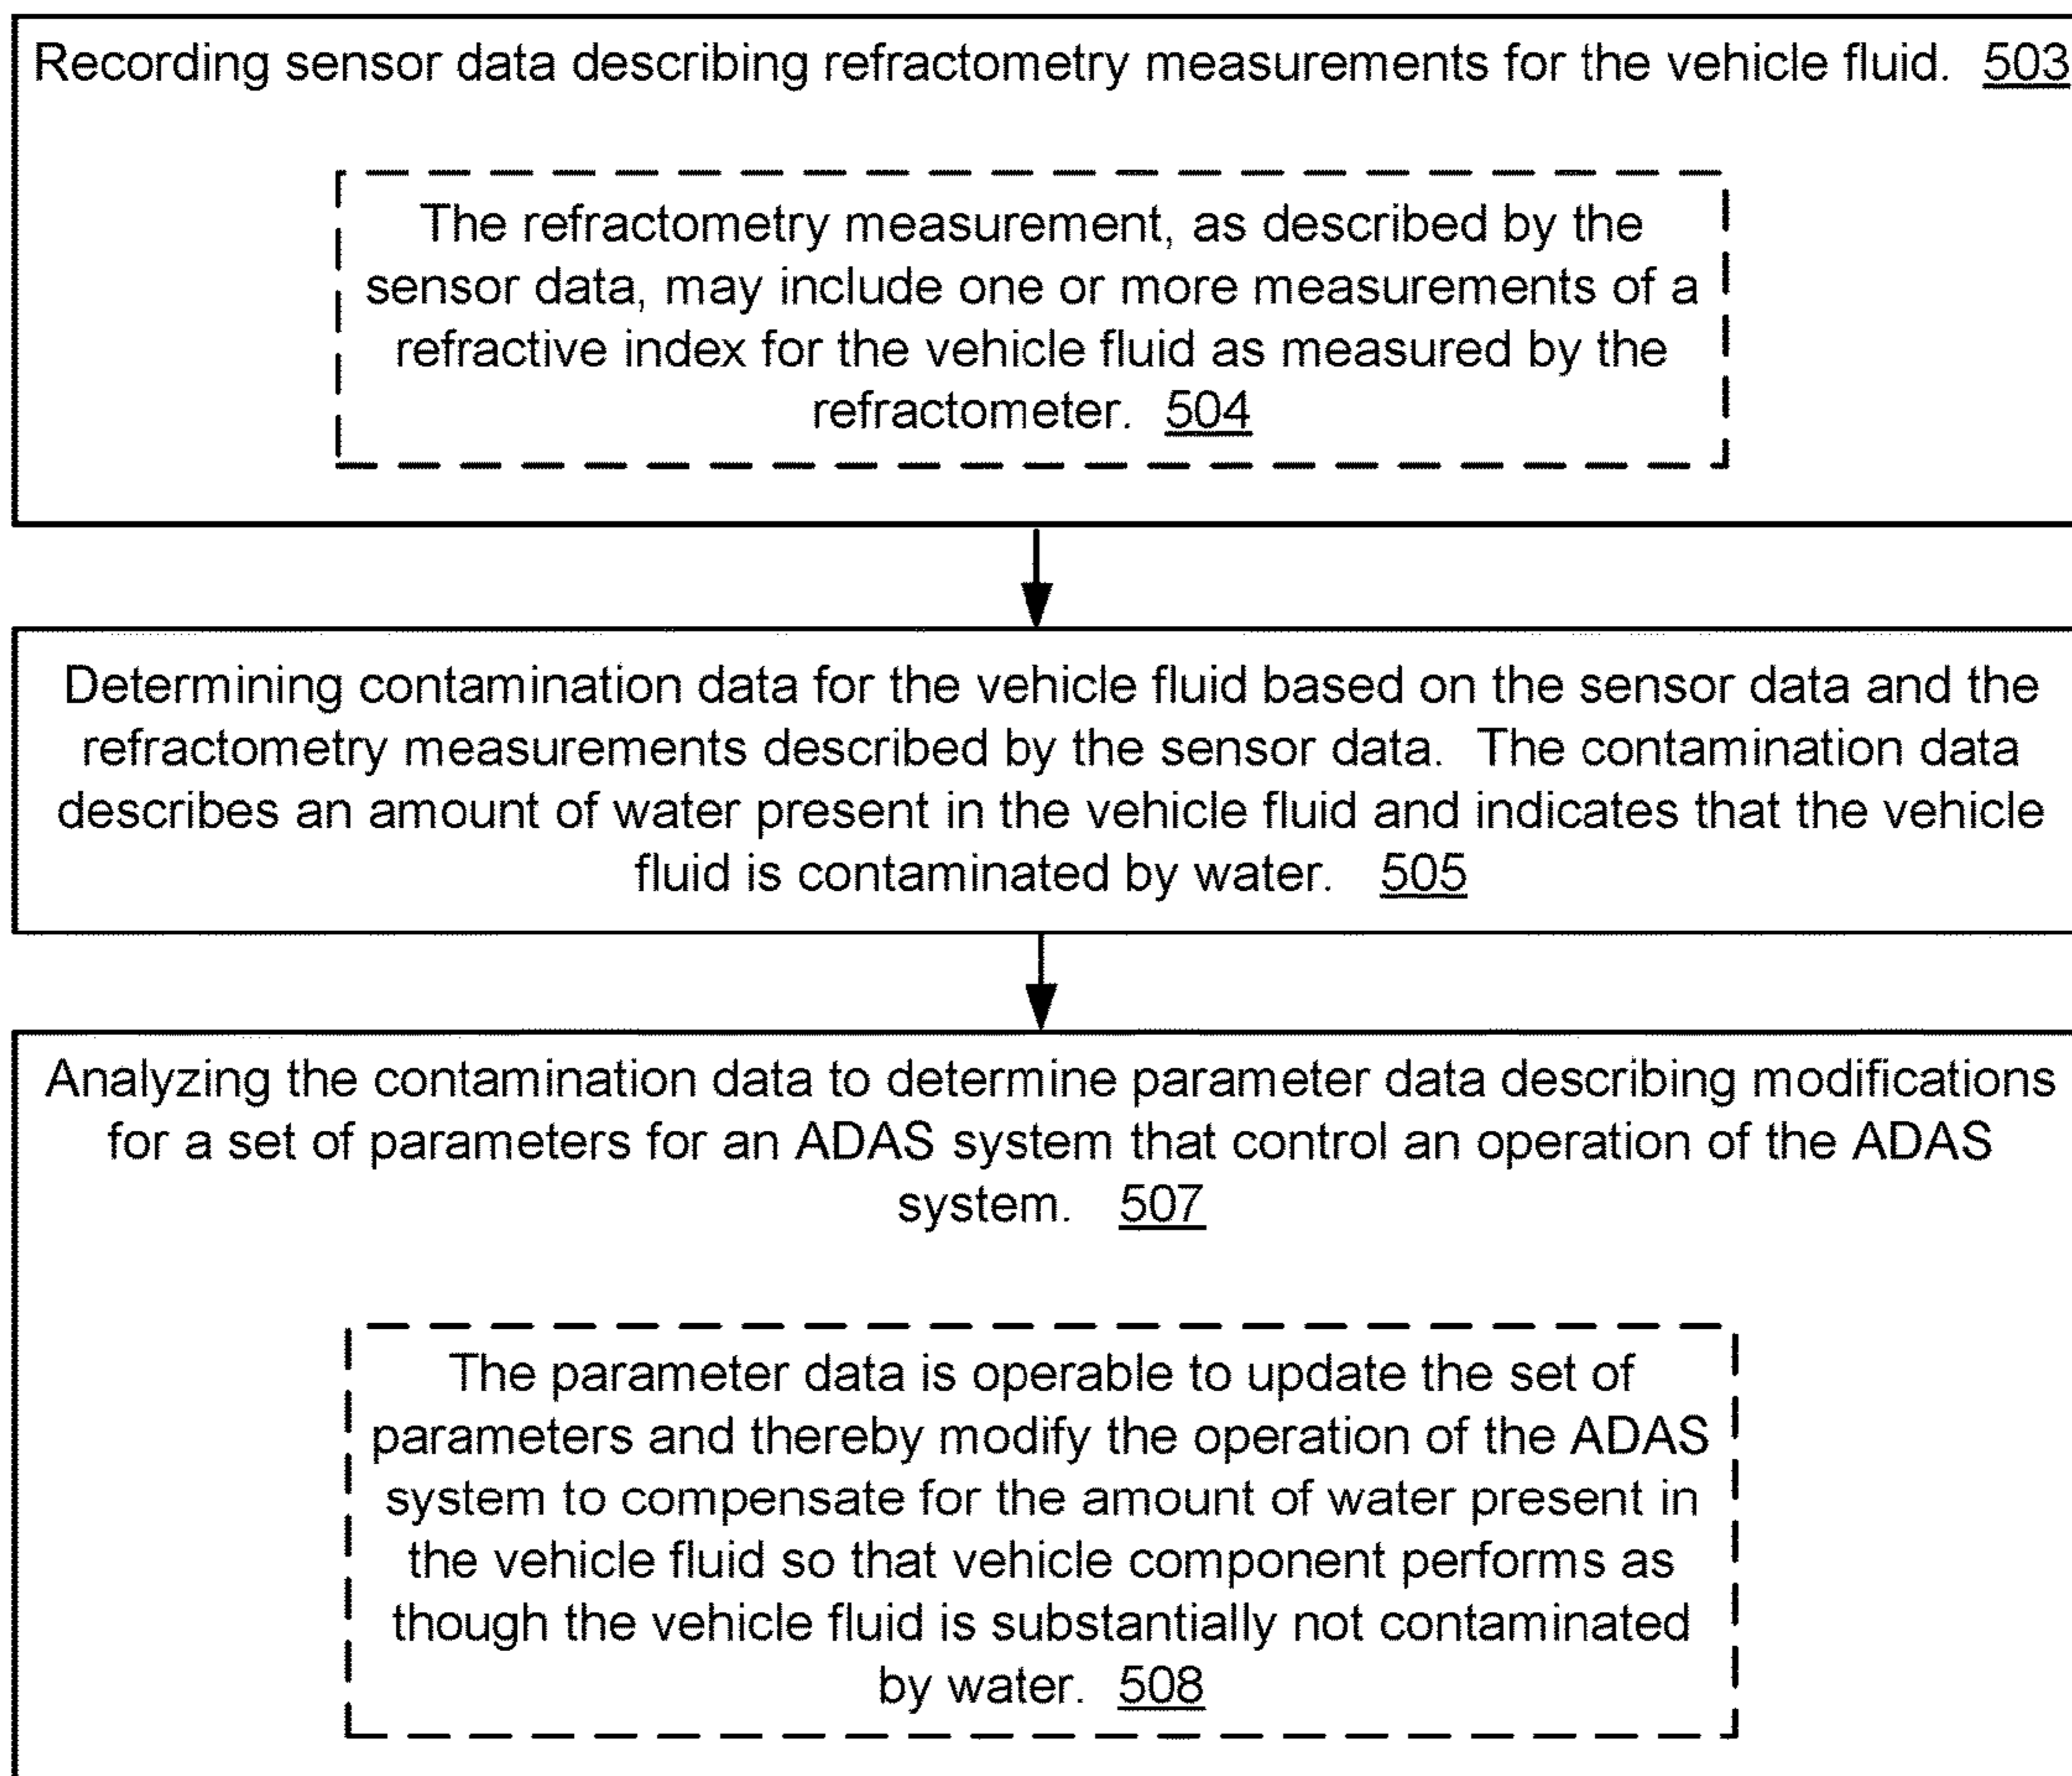 Recording sensor data describing refractometry measurements for the vehicle fluid. 503
The refractometry measurement, as described by the
sensor data, may include one or more measurements of a
refractive index for the vehicle fluid as measured by the
refractometer. 504
Determining contamination data for the vehicle fluid based on the sensor data and the
refractometry measurements described by the sensor data. The contamination data
describes an amount of water present in the vehicle fluid and indicates that the vehicle
fluid is contaminated by water. 505
Analyzing the contamination data to determine parameter data describing modifications
for a set of parameters for an ADAS system that control an operation of the ADAS
system. 507
The parameter data is operable to update the set of
parameters and thereby modify the operation of the ADAS
system to compensate for the amount of water present in
the vehicle fluid so that vehicle component performs as
though the vehicle fluid is substantially not contaminated
by water. 508